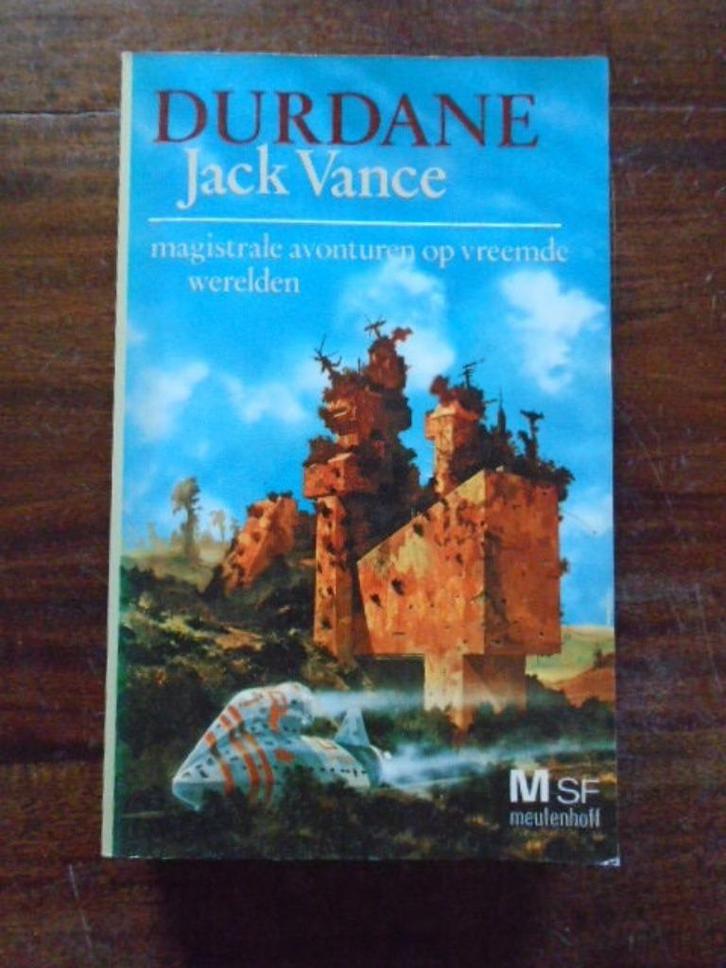 DURDANE
Jack Vance
magistrale avonturen op vreemde
werelden
M SF
meulenhoff